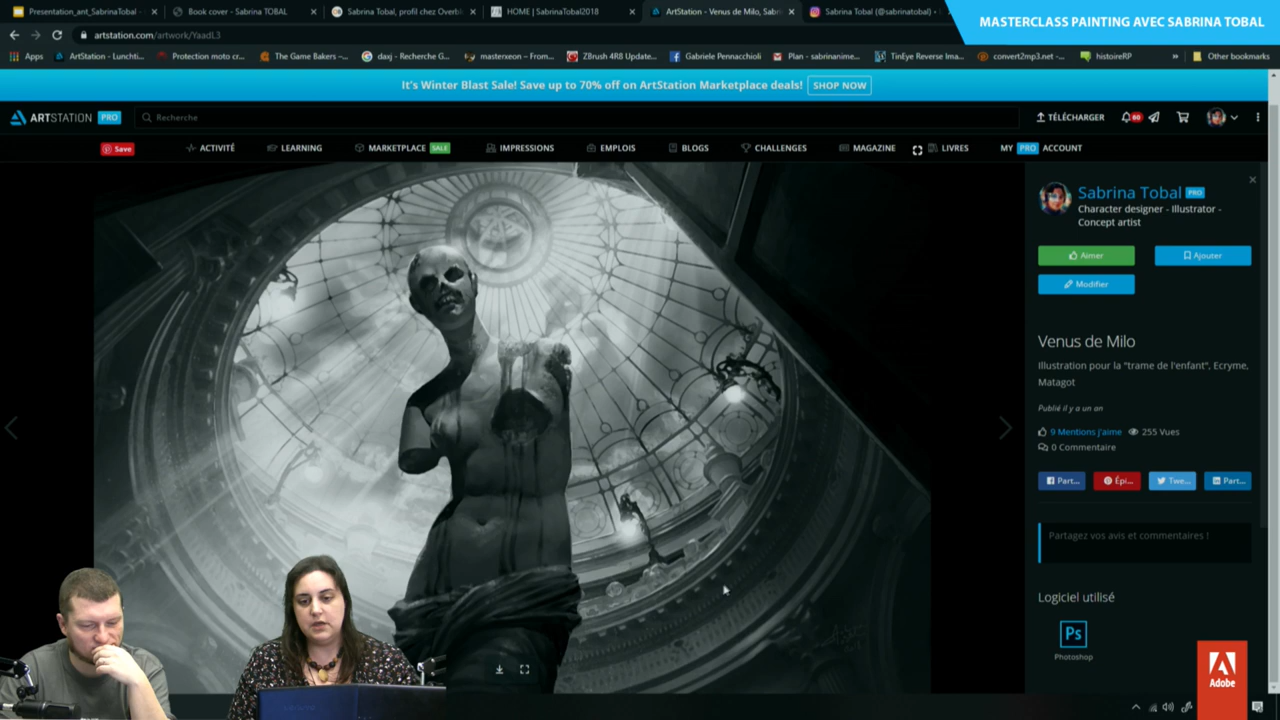 Presentation_ant_SabrinaTobal -
Book cover - Sabrina TOBAL
Sabrina Tobal, profil chez Overbl
HOME | SabrinaTobal2018
ArtStation - Venus de Milo, Sabr
Sabrina Tobal (@sabrinatobal) •
MASTERCLASS PAINTING AVEC SABRINA TOBAL
artstation.com/artwork/YaadL3
Apps
ArtStation - Lunchti...
Protection moto cr...
The Game Bakers –...
daxj - Recherche G...
masterxeon – From...
ZBrush 4R8 Update...
Gabriele Pennacchioli
Plan - sabrinanime...
TinEye Reverse Ima...
convert2mp3.net –...
histoireRP
»
Other bookmarks
It's Winter Blast Sale! Save up to 70% off on ArtStation Marketplace deals!
SHOP NOW
ARTSTATION PRO
Recherche
TÉLÉCHARGER
Save
ACTIVITÉ
LEARNING
MARKETPLACE SALE
IMPRESSIONS
EMPLOIS
BLOGS
CHALLENGES
MAGAZINE
LIVRES
MY PRO ACCOUNT
Sabrina Tobal PRO
Character designer - Illustrator -
Concept artist
Aimer
Ajouter
Modifier
Venus de Milo
Illustration pour la "trame de l'enfant", Ecryme,
Matagot
Publié il y a un an
9 Mentions J'aime
255 Vues
0 Commentaire
Part...
Épi...
Twe...
Part...
Partagez vos avis et commentaires !
Logiciel utilisé
Ps
Photoshop
Adobe